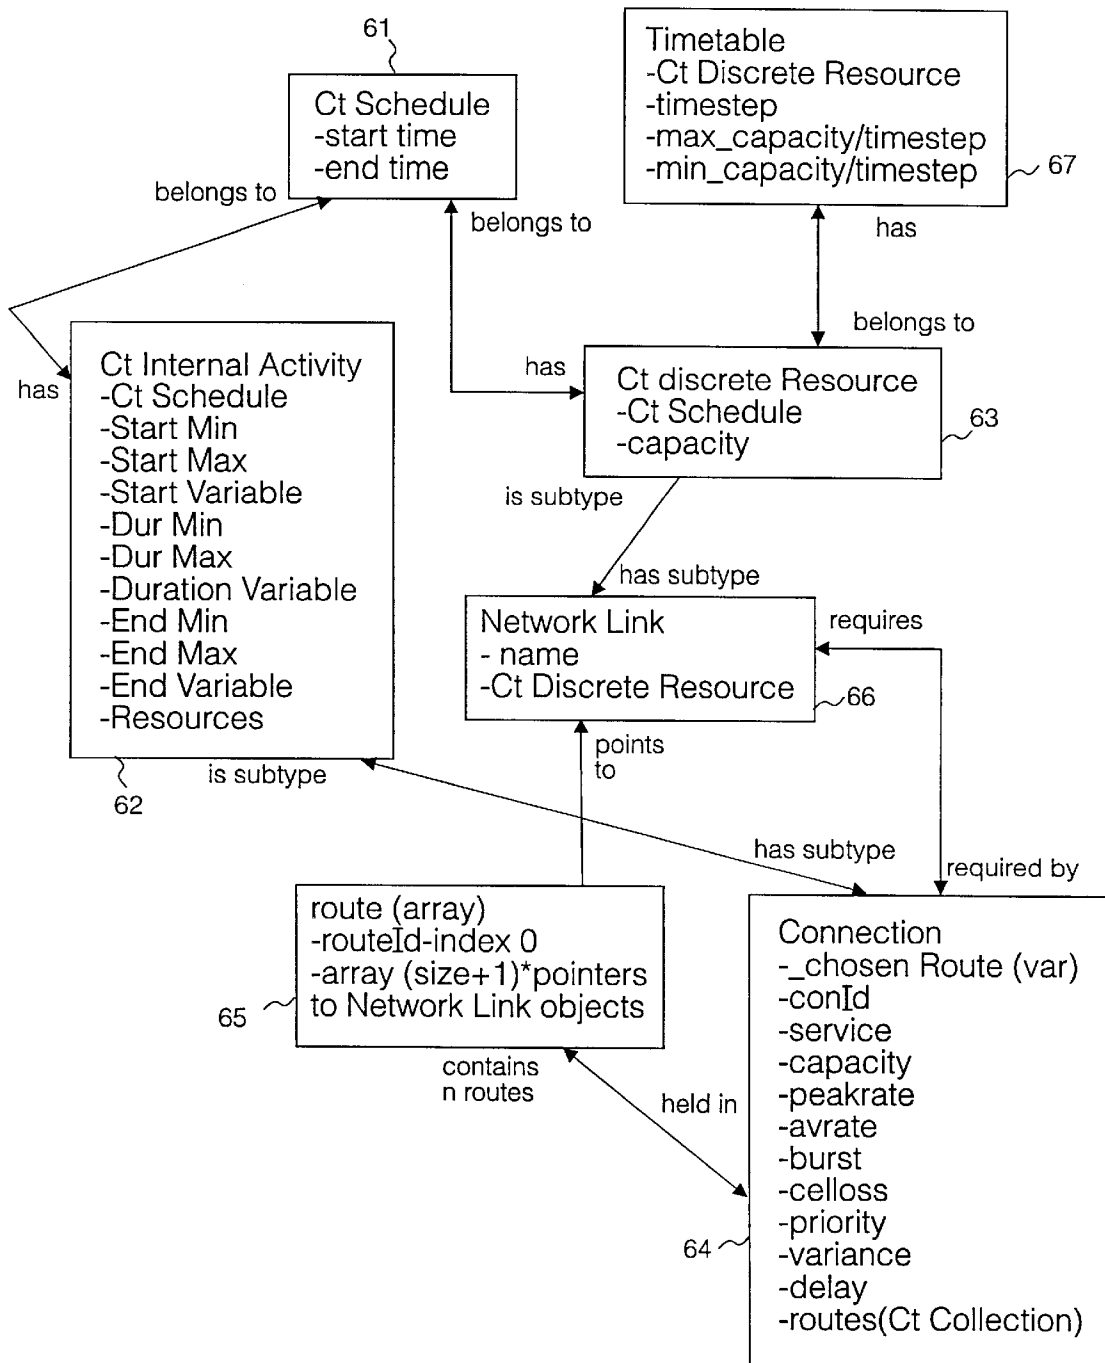 61
Ct Schedule
-start time
-end time
Timetable
-Ct Discrete Resource
-timestep
-max_capacity/timestep
-min_capacity/timestep
67
belongs to
belongs to
has
belongs to
has
has
Ct Internal Activity
-Ct Schedule
-Start Min
-Start Max
-Start Variable
-Dur Min
-Dur Max
-Duration Variable
-End Min
-End Max
-End Variable
-Resources
62
Ct discrete Resource
-Ct Schedule
-capacity
63
is subtype
has subtype
Network Link
- name
-Ct Discrete Resource
66
requires
points
to
is subtype
has subtype
required by
route (array)
-routeId-index 0
-array (size+1)*pointers
to Network Link objects
65
contains
n routes
held in
Connection
-_chosen Route (var)
-conId
-service
-capacity
-peakrate
-avrate
-burst
-celloss
-priority
-variance
-delay
-routes(Ct Collection)
64